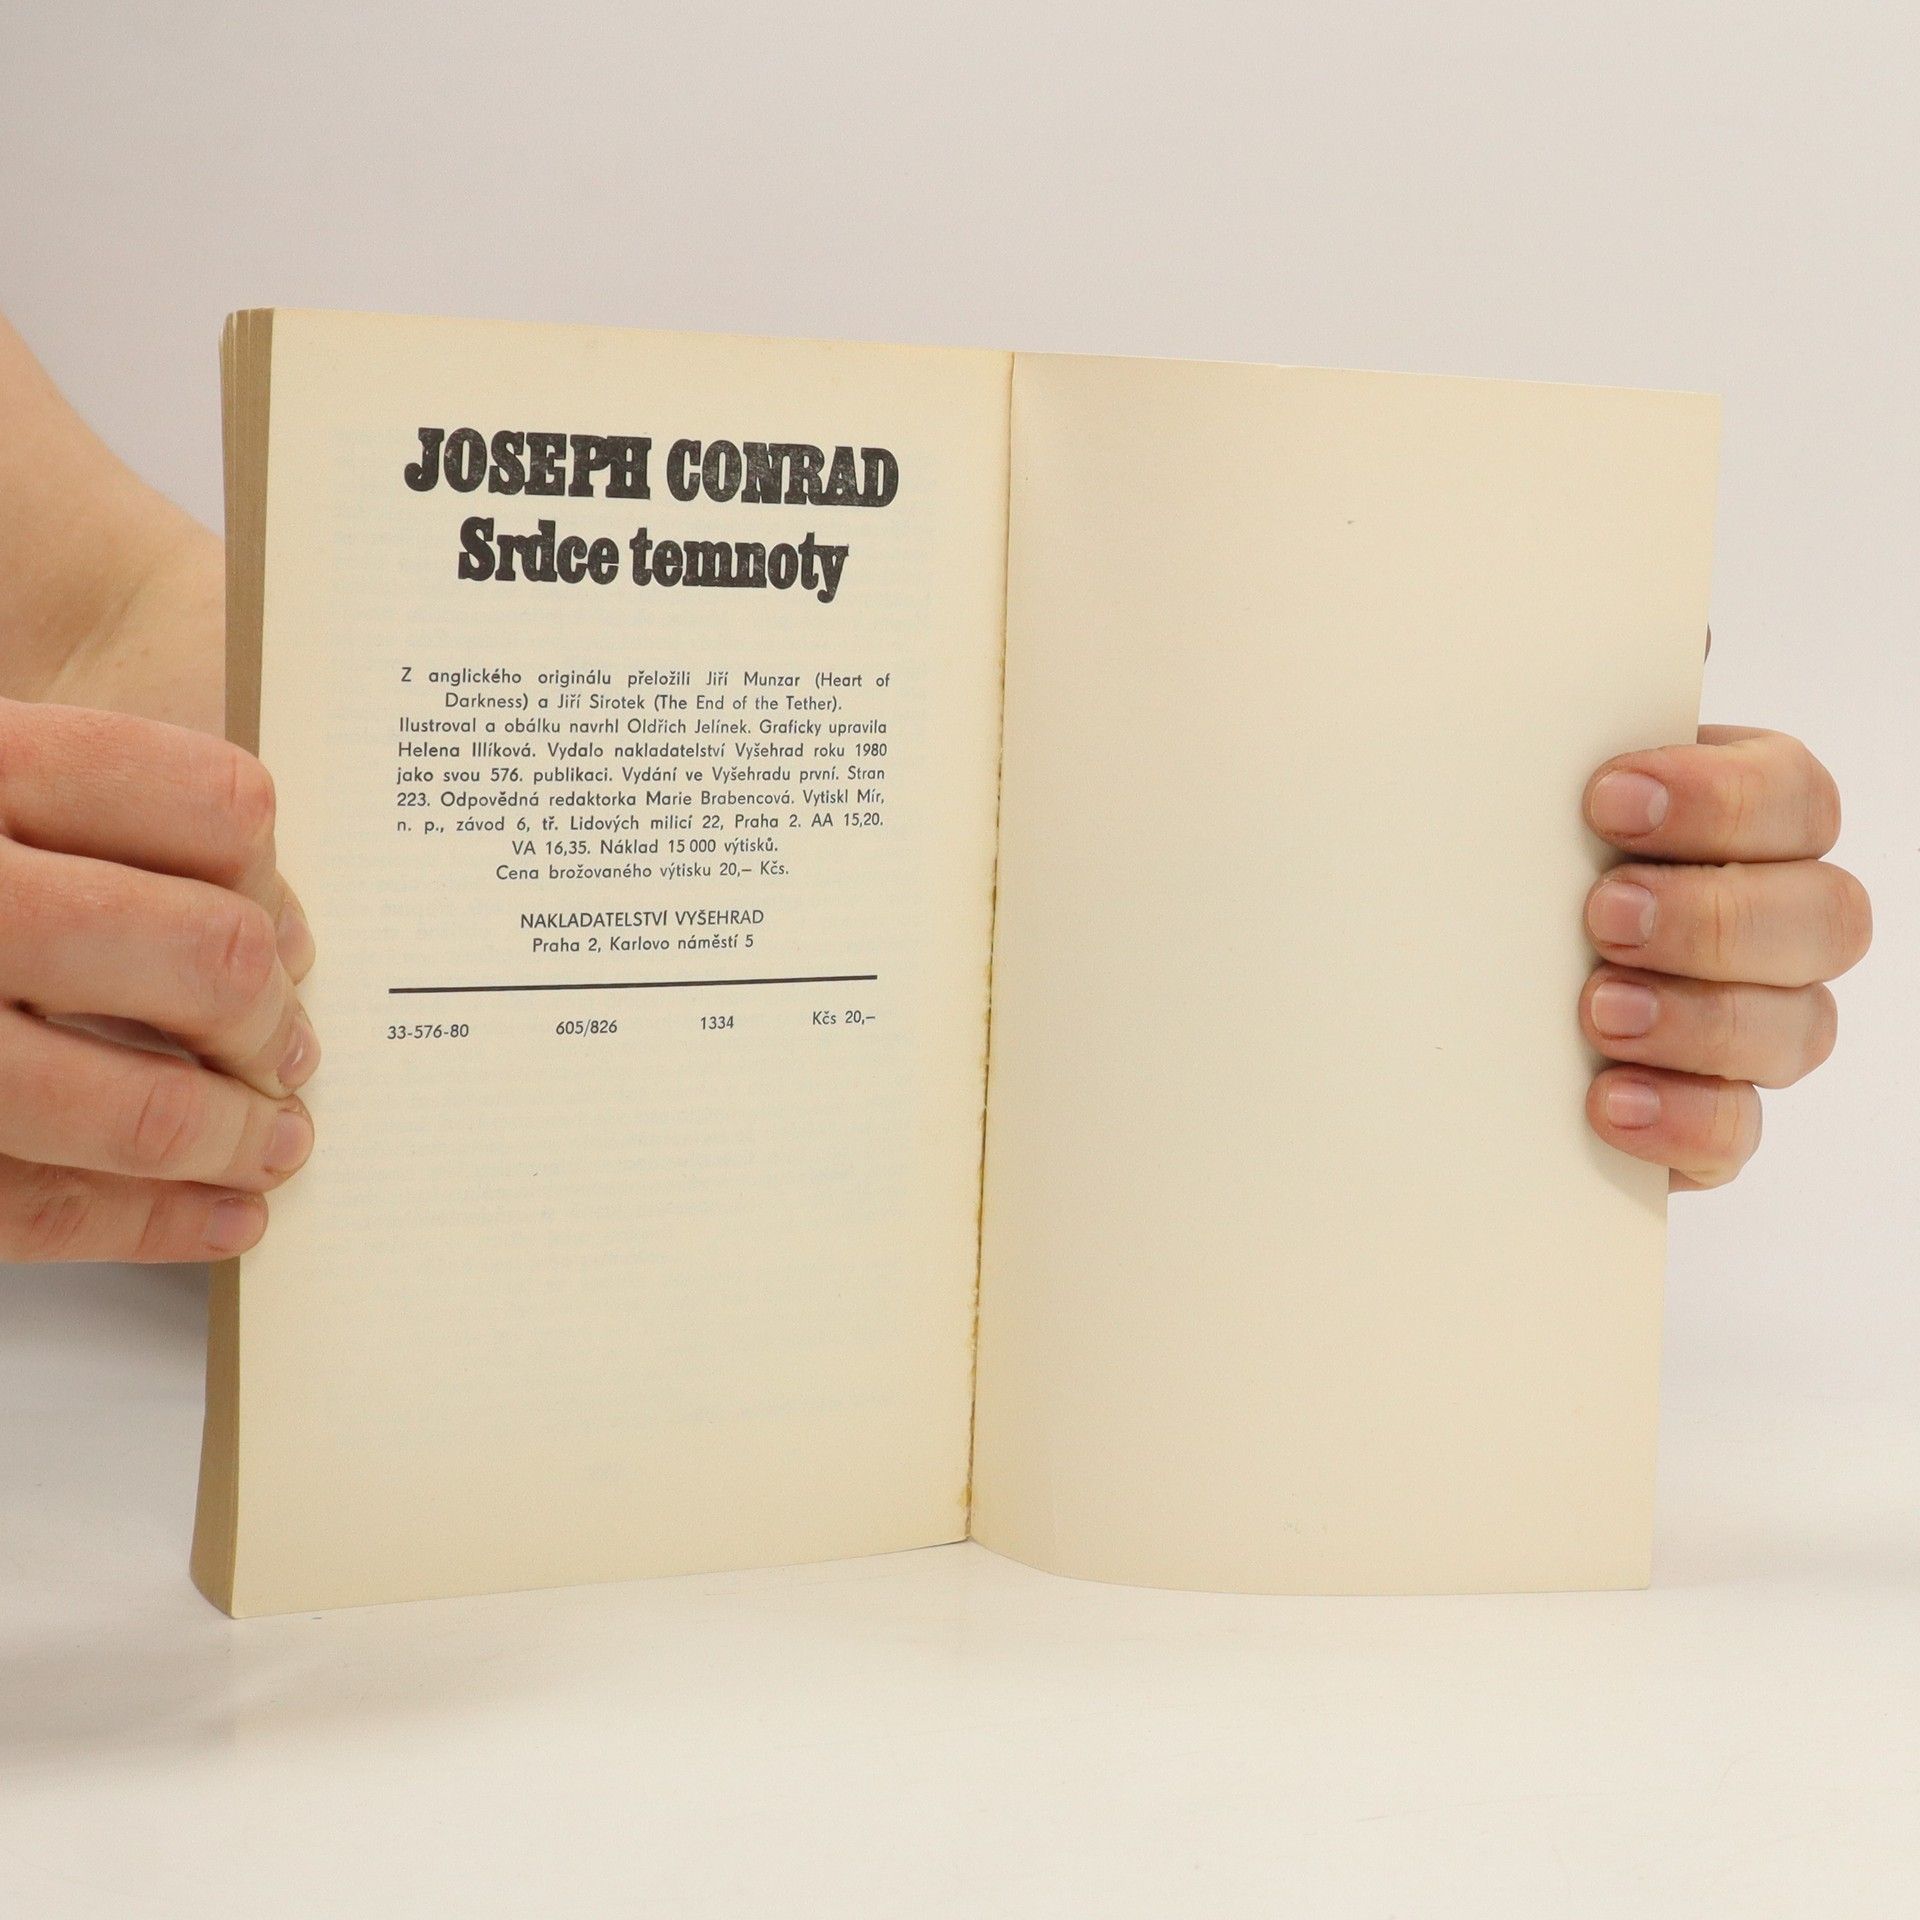 JOSEPH CONRAD
Srdce temnoty
Z anglického originálu přeložili Jiří Munzar (Heart of
Darkness) a Jiří Sirotek (The End of the Tether).
Ilustroval a obálku navrhl Oldřich Jelínek. Graficky upravila
Helena Illíková. Vydalo nakladatelství Vyšehrad roku 1980
jako svou 576. publikaci. Vydání ve Vyšehradu první. Stran
223. Odpovědná redaktorka Marie Brabencová. Vytiskl Mír,
n. p., závod 6, tř. Lidových milicí 22, Praha 2. AA 15,20.
VA 16,35. Náklad 15 000 výtisků.
Cena brožovaného výtisku 20,— Kčs.
NAKLADATELSTVÍ VYŠEHRAD
Praha 2, Karlovo náměstí 5
33-576-80 605/826 1334 Kčs 20,—